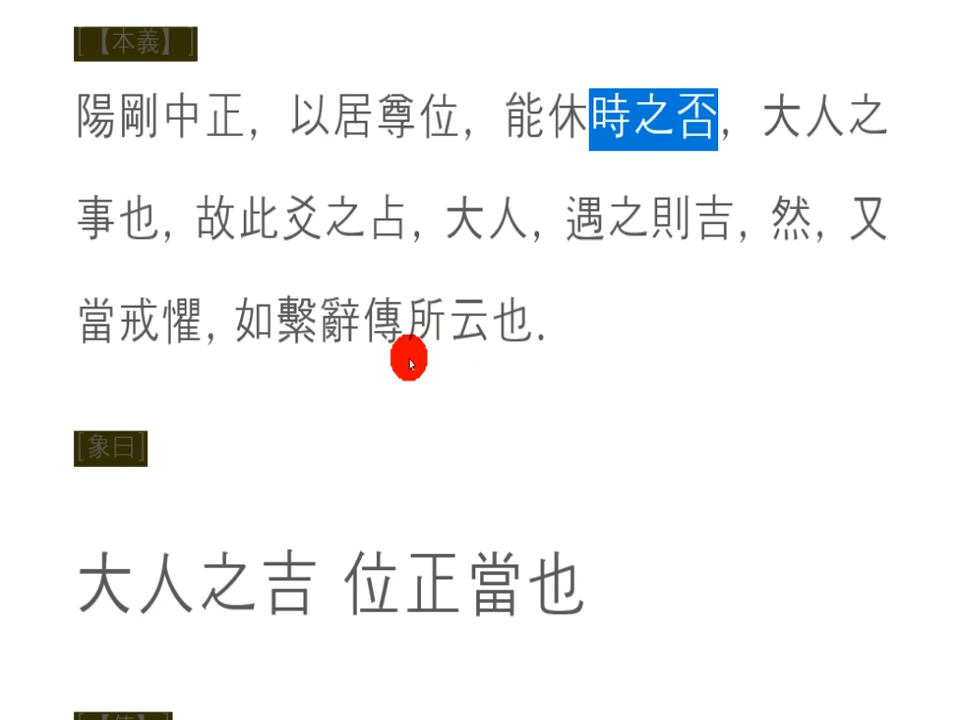 [【本義】]
陽剛中正, 以居尊位, 能休時之否, 大人之
事也, 故此爻之占, 大人, 遇之則吉, 然, 又
當戒懼, 如繫辭傳所云也.
[象曰]
大人之吉 位正當也